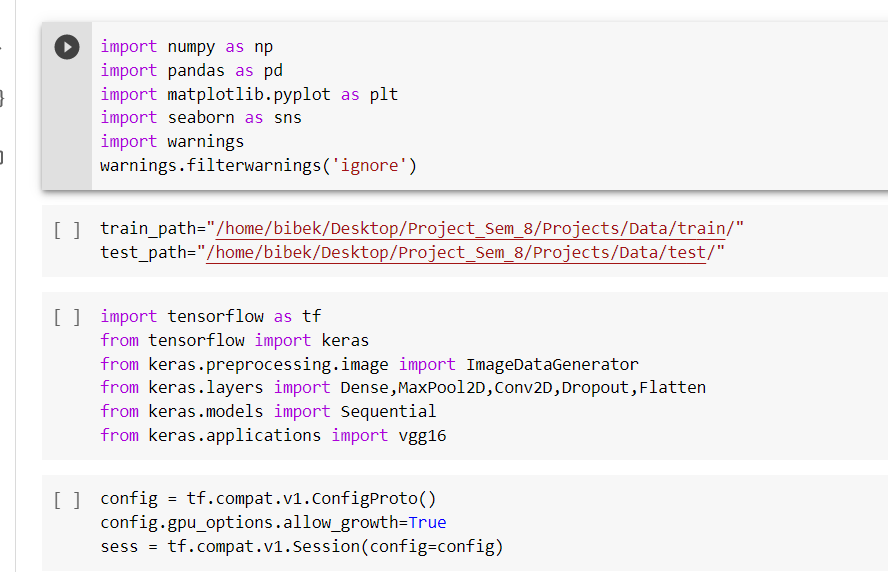 import numpy as np
import pandas as pd
import matplotlib.pyplot as plt
import seaborn as sns
import warnings
warnings.filterwarnings('ignore')
[ ] train_path="/home/bibek/Desktop/Project_Sem_8/Projects/Data/train/"
test_path="/home/bibek/Desktop/Project_Sem_8/Projects/Data/test/"
[ ] import tensorflow as tf
from tensorflow import keras
from keras.preprocessing.image import ImageDataGenerator
from keras.layers import Dense,MaxPool2D,Conv2D,Dropout,Flatten
from keras.models import Sequential
from keras.applications import vgg16
[ ] config = tf.compat.v1.ConfigProto()
config.gpu_options.allow_growth=True
sess = tf.compat.v1.Session(config=config)